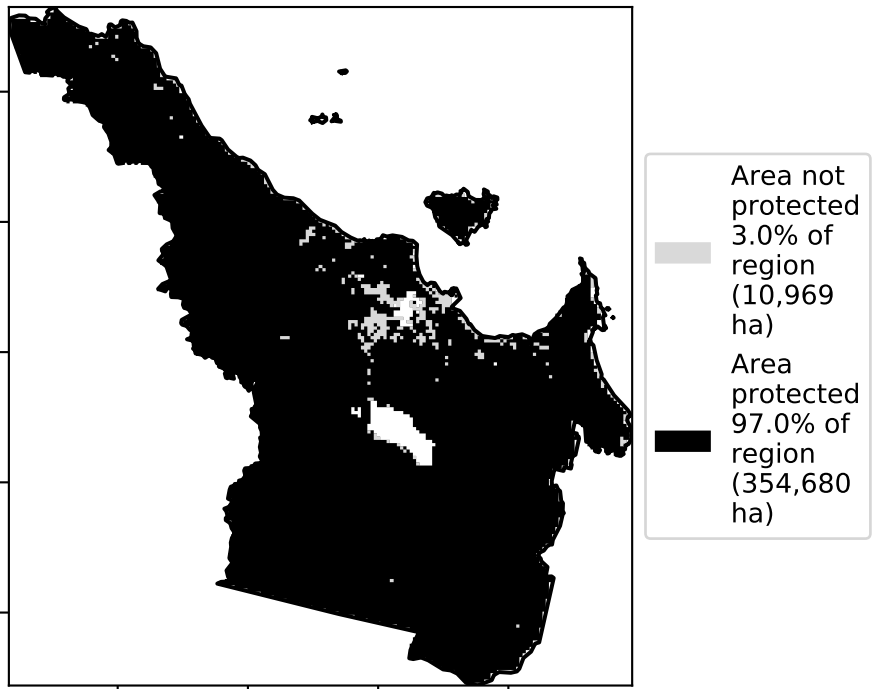 Area not
protected
3.0% of
region
(10,969
ha)
Area
protected
97.0% of
region
(354,680
ha)